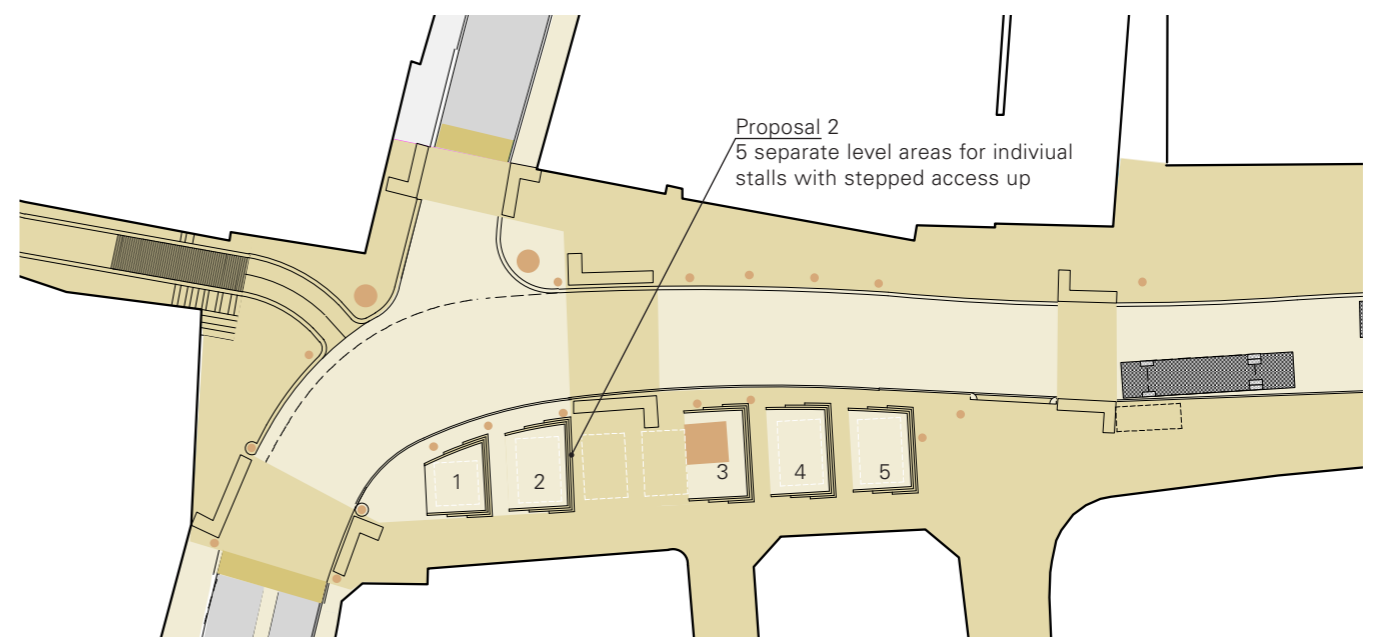 Proposal 2
5 separate level areas for indiviual
stalls with stepped access up
1
2
3
4
5